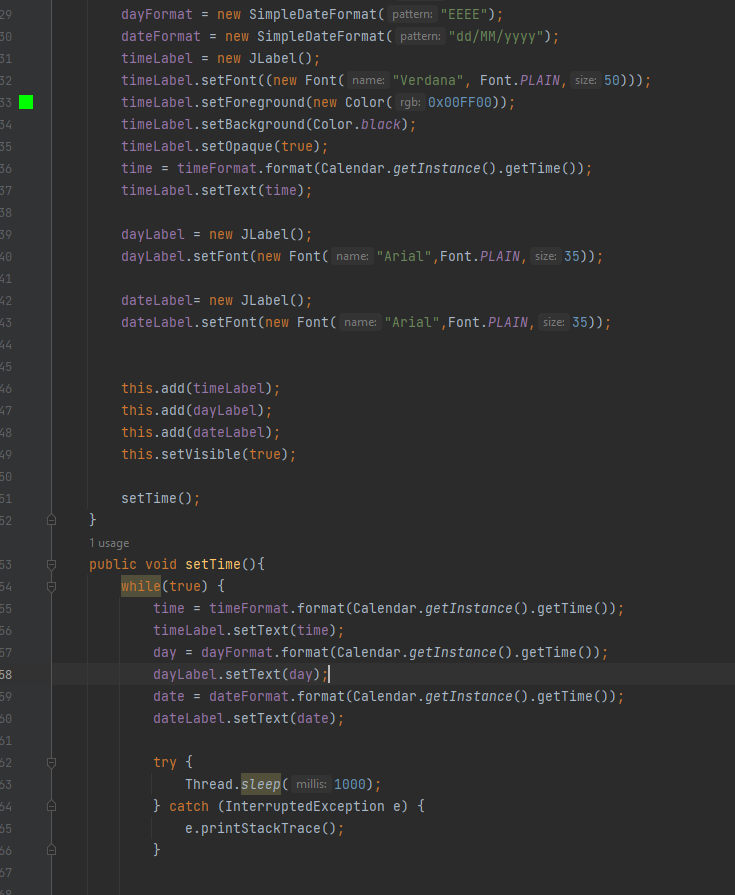 29 dayFormat = new SimpleDateFormat( pattern: "EEEE");
30 dateFormat = new SimpleDateFormat( pattern: "dd/MM/yyyy");
31 timeLabel = new JLabel();
32 timeLabel.setFont((new Font( name: "Verdana", Font.PLAIN, size: 50)));
33 timeLabel.setForeground(new Color( rgb: 0x00FF00));
34 timeLabel.setBackground(Color.black);
35 timeLabel.setOpaque(true);
36 time = timeFormat.format(Calendar.getInstance().getTime());
37 timeLabel.setText(time);
38
39 dayLabel = new JLabel();
40 dayLabel.setFont(new Font( name: "Arial",Font.PLAIN, size: 35));
41
42 dateLabel= new JLabel();
43 dateLabel.setFont(new Font( name: "Arial",Font.PLAIN, size: 35));
44
45
46 this.add(timeLabel);
47 this.add(dayLabel);
48 this.add(dateLabel);
49 this.setVisible(true);
50
51 setTime();
52 }
1 usage
53 public void setTime(){
54 while(true) {
55 time = timeFormat.format(Calendar.getInstance().getTime());
56 timeLabel.setText(time);
57 day = dayFormat.format(Calendar.getInstance().getTime());
58 dayLabel.setText(day);
59 date = dateFormat.format(Calendar.getInstance().getTime());
60 dateLabel.setText(date);
61
62 try {
63 Thread.sleep( millis: 1000);
64 } catch (InterruptedException e) {
65 e.printStackTrace();
66 }
67
68